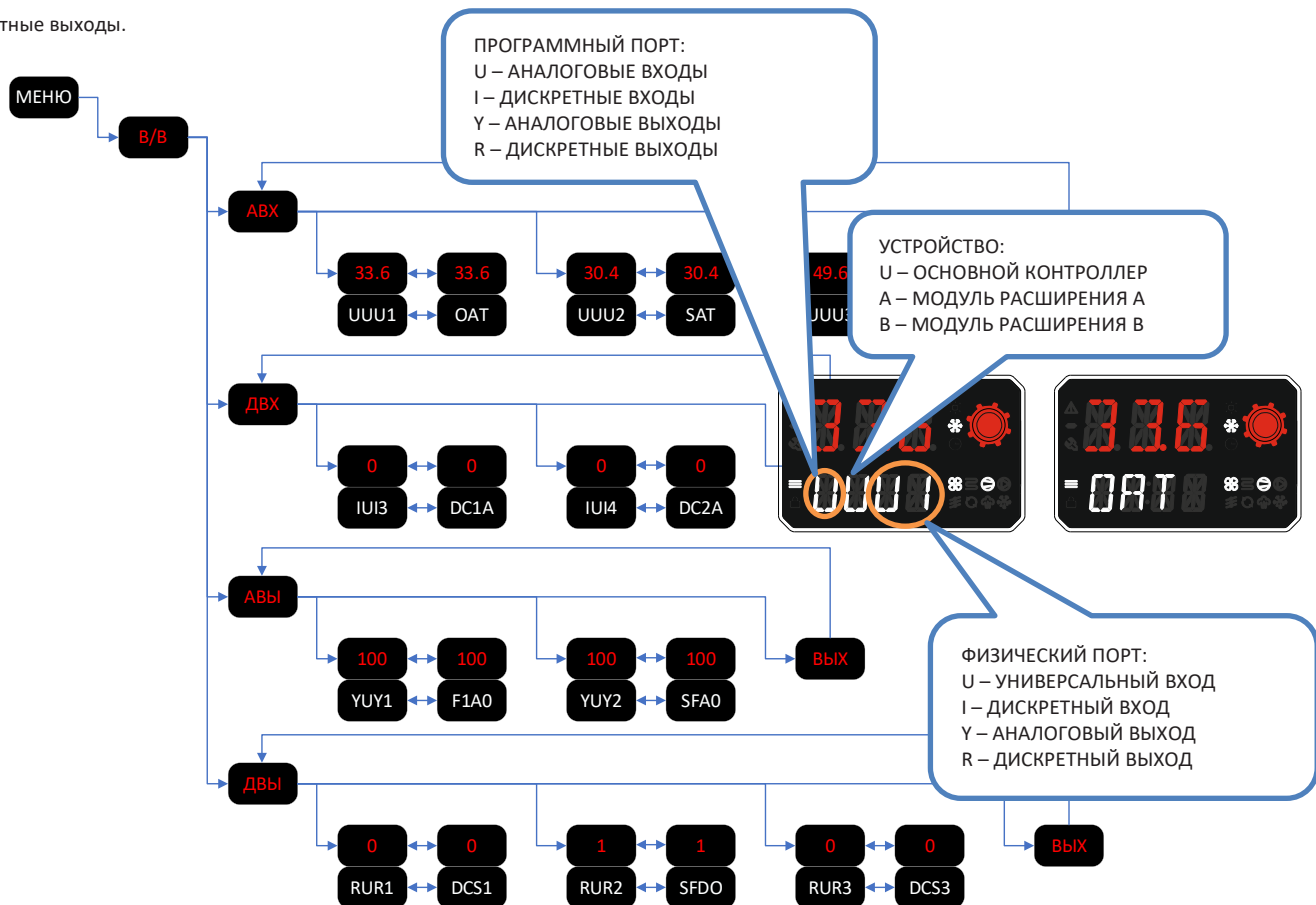 тные выходы.
ПРОГРАММНЫЙ ПОРТ:
U – АНАЛОГОВЫЕ ВХОДЫ
I – ДИСКРЕТНЫЕ ВХОДЫ
Y – АНАЛОГОВЫЕ ВЫХОДЫ
R – ДИСКРЕТНЫЕ ВЫХОДЫ
МЕНЮ
В/В
АВХ
УСТРОЙСТВО:
U – ОСНОВНОЙ КОНТРОЛЛЕР
A – МОДУЛЬ РАСШИРЕНИЯ A
B – МОДУЛЬ РАСШИРЕНИЯ B
33.6 33.6 30.4 30.4 49.6
UUU1 OAT UUU2 SAT
ДВХ
33.6
UUU1 OAT
0 0 0 0
IUI3 DC1A IUI4 DC2A
АВЫ
100 100 100 100 ВЫХ
YUY1 F1A0 YUY2 SFA0
ФИЗИЧЕСКИЙ ПОРТ:
U – УНИВЕРСАЛЬНЫЙ ВХОД
I – ДИСКРЕТНЫЙ ВХОД
Y – АНАЛОГОВЫЙ ВЫХОД
R – ДИСКРЕТНЫЙ ВЫХОД
ДВЫ
0 0 1 1 0 0 ВЫХ
RUR1 DCS1 RUR2 SFDO RUR3 DCS3